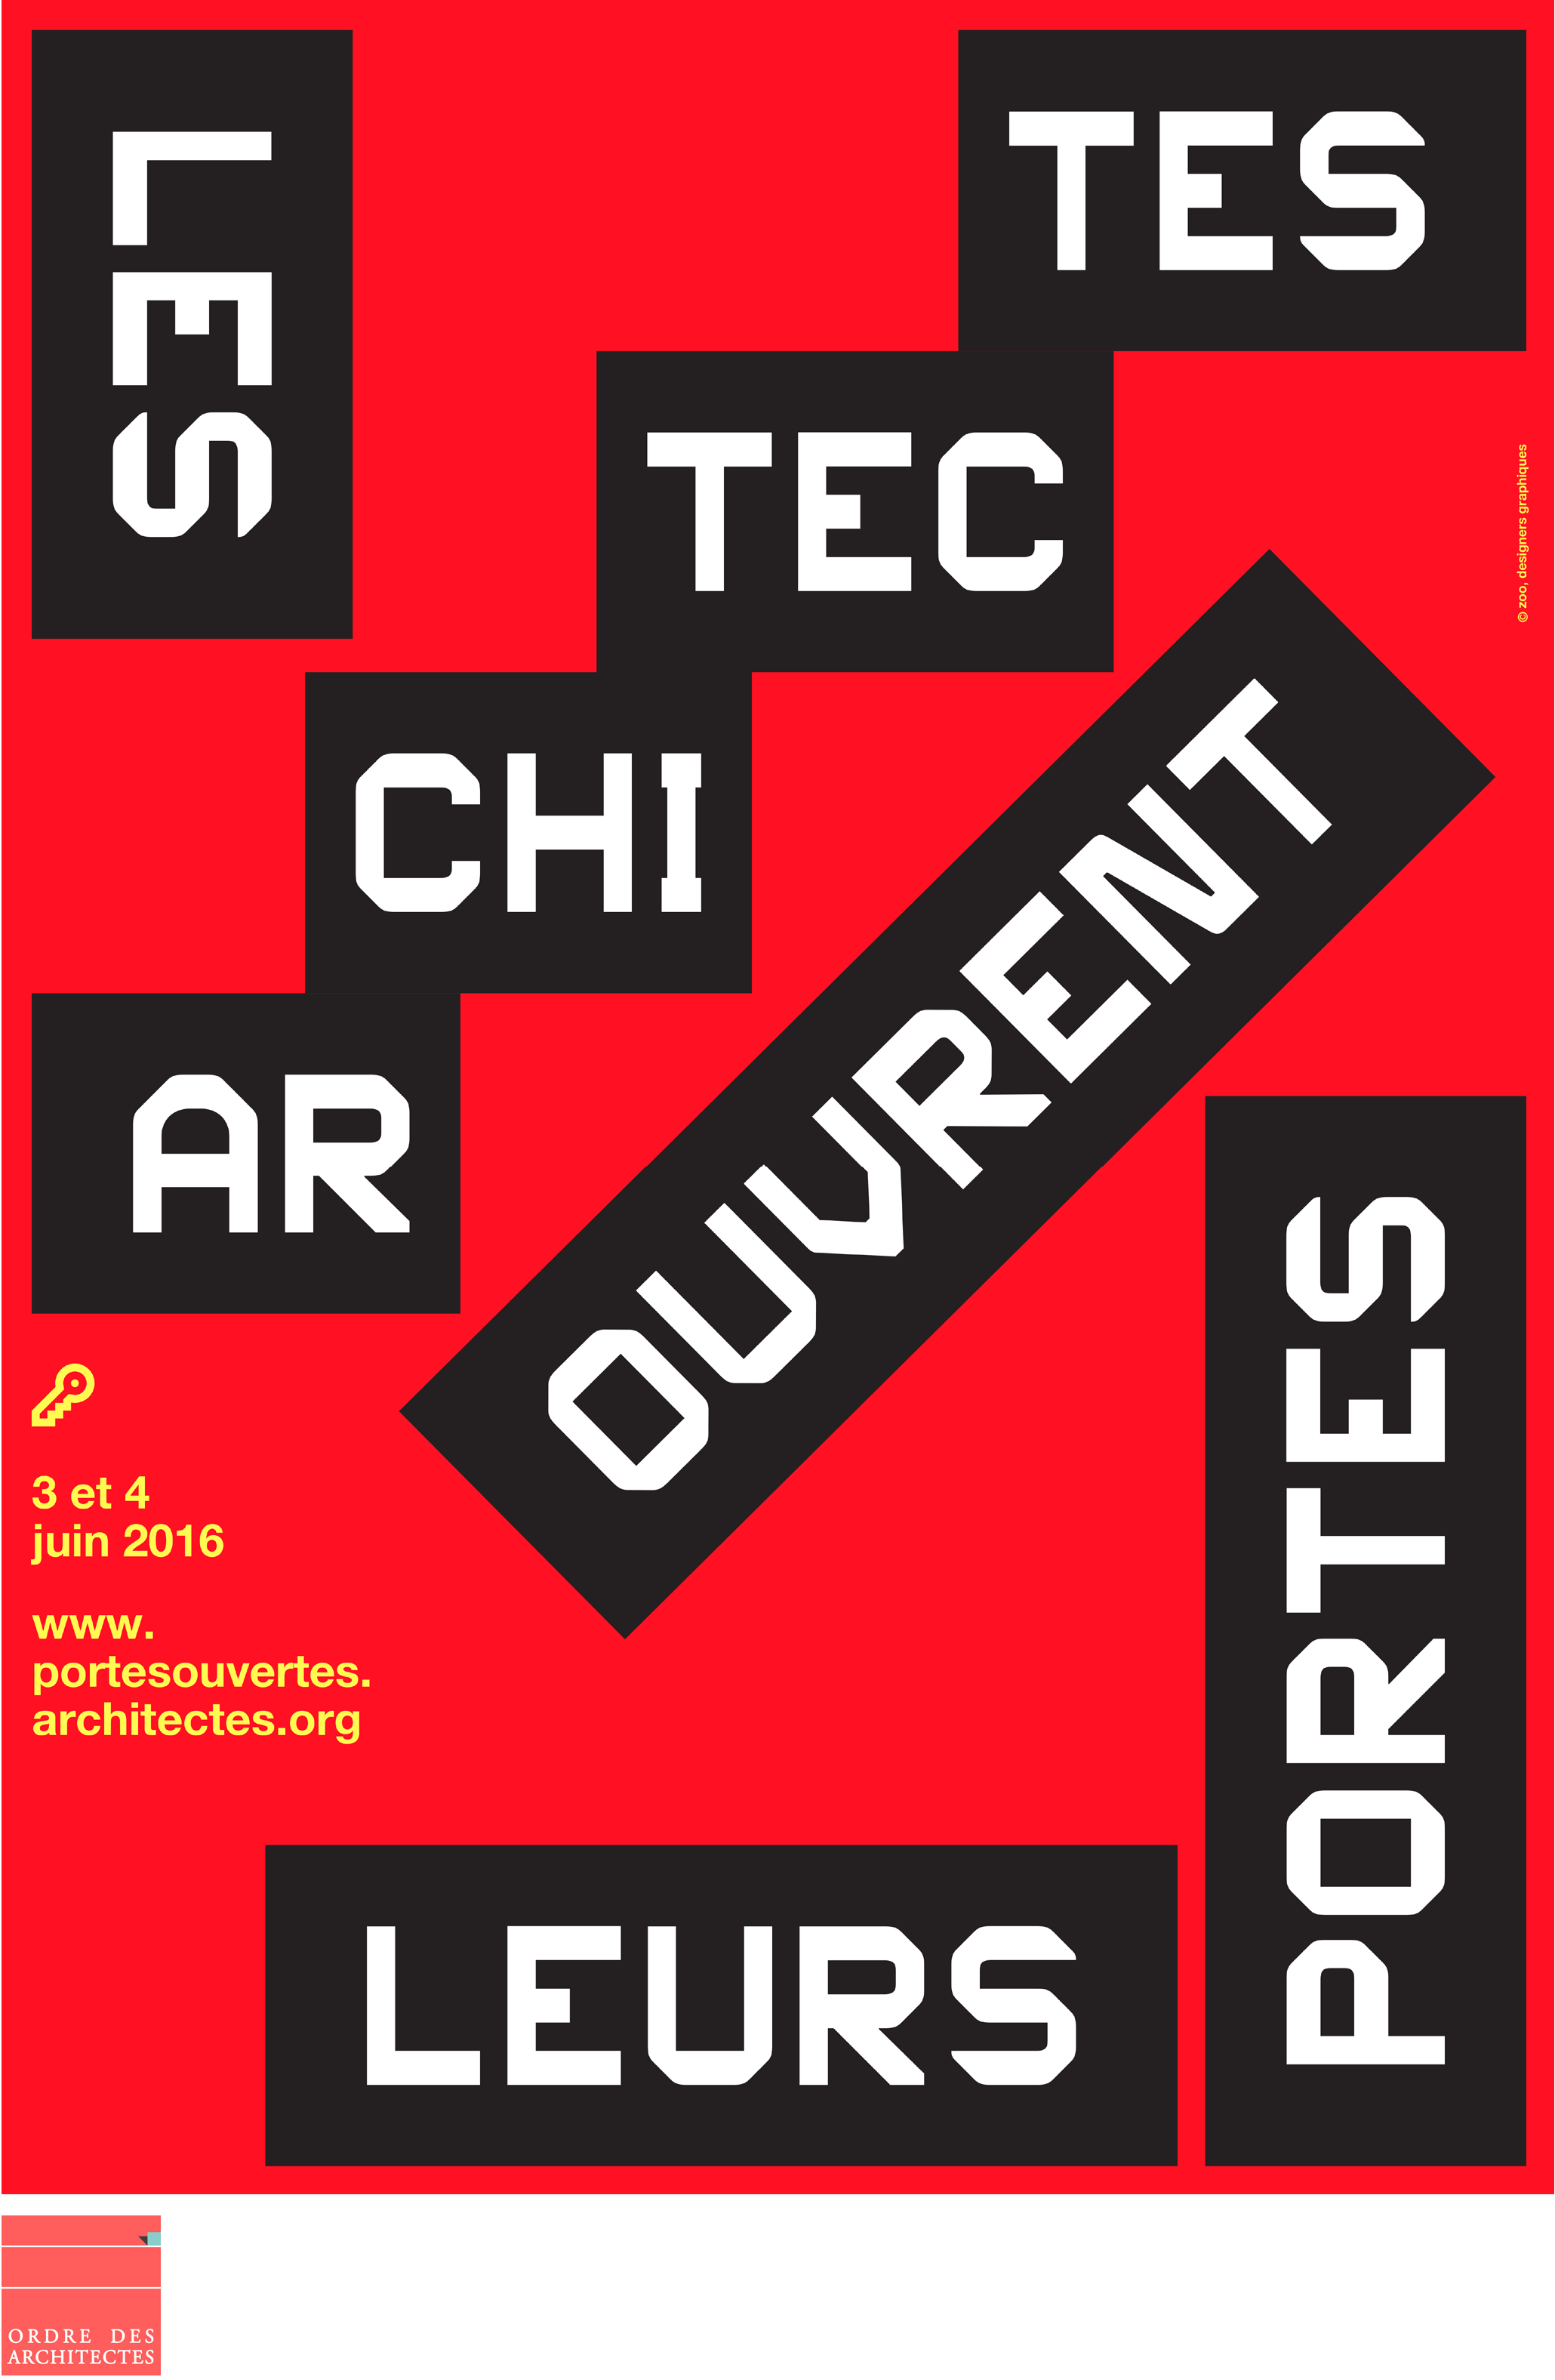 LES
AR
CHI
TEC
TES
OUVRENT
LEURS
PORTES
3 et 4
juin 2016
www.
portesouvertes.
architectes.org
© zoo, designers graphiques
ORDRE DES
ARCHITECTES